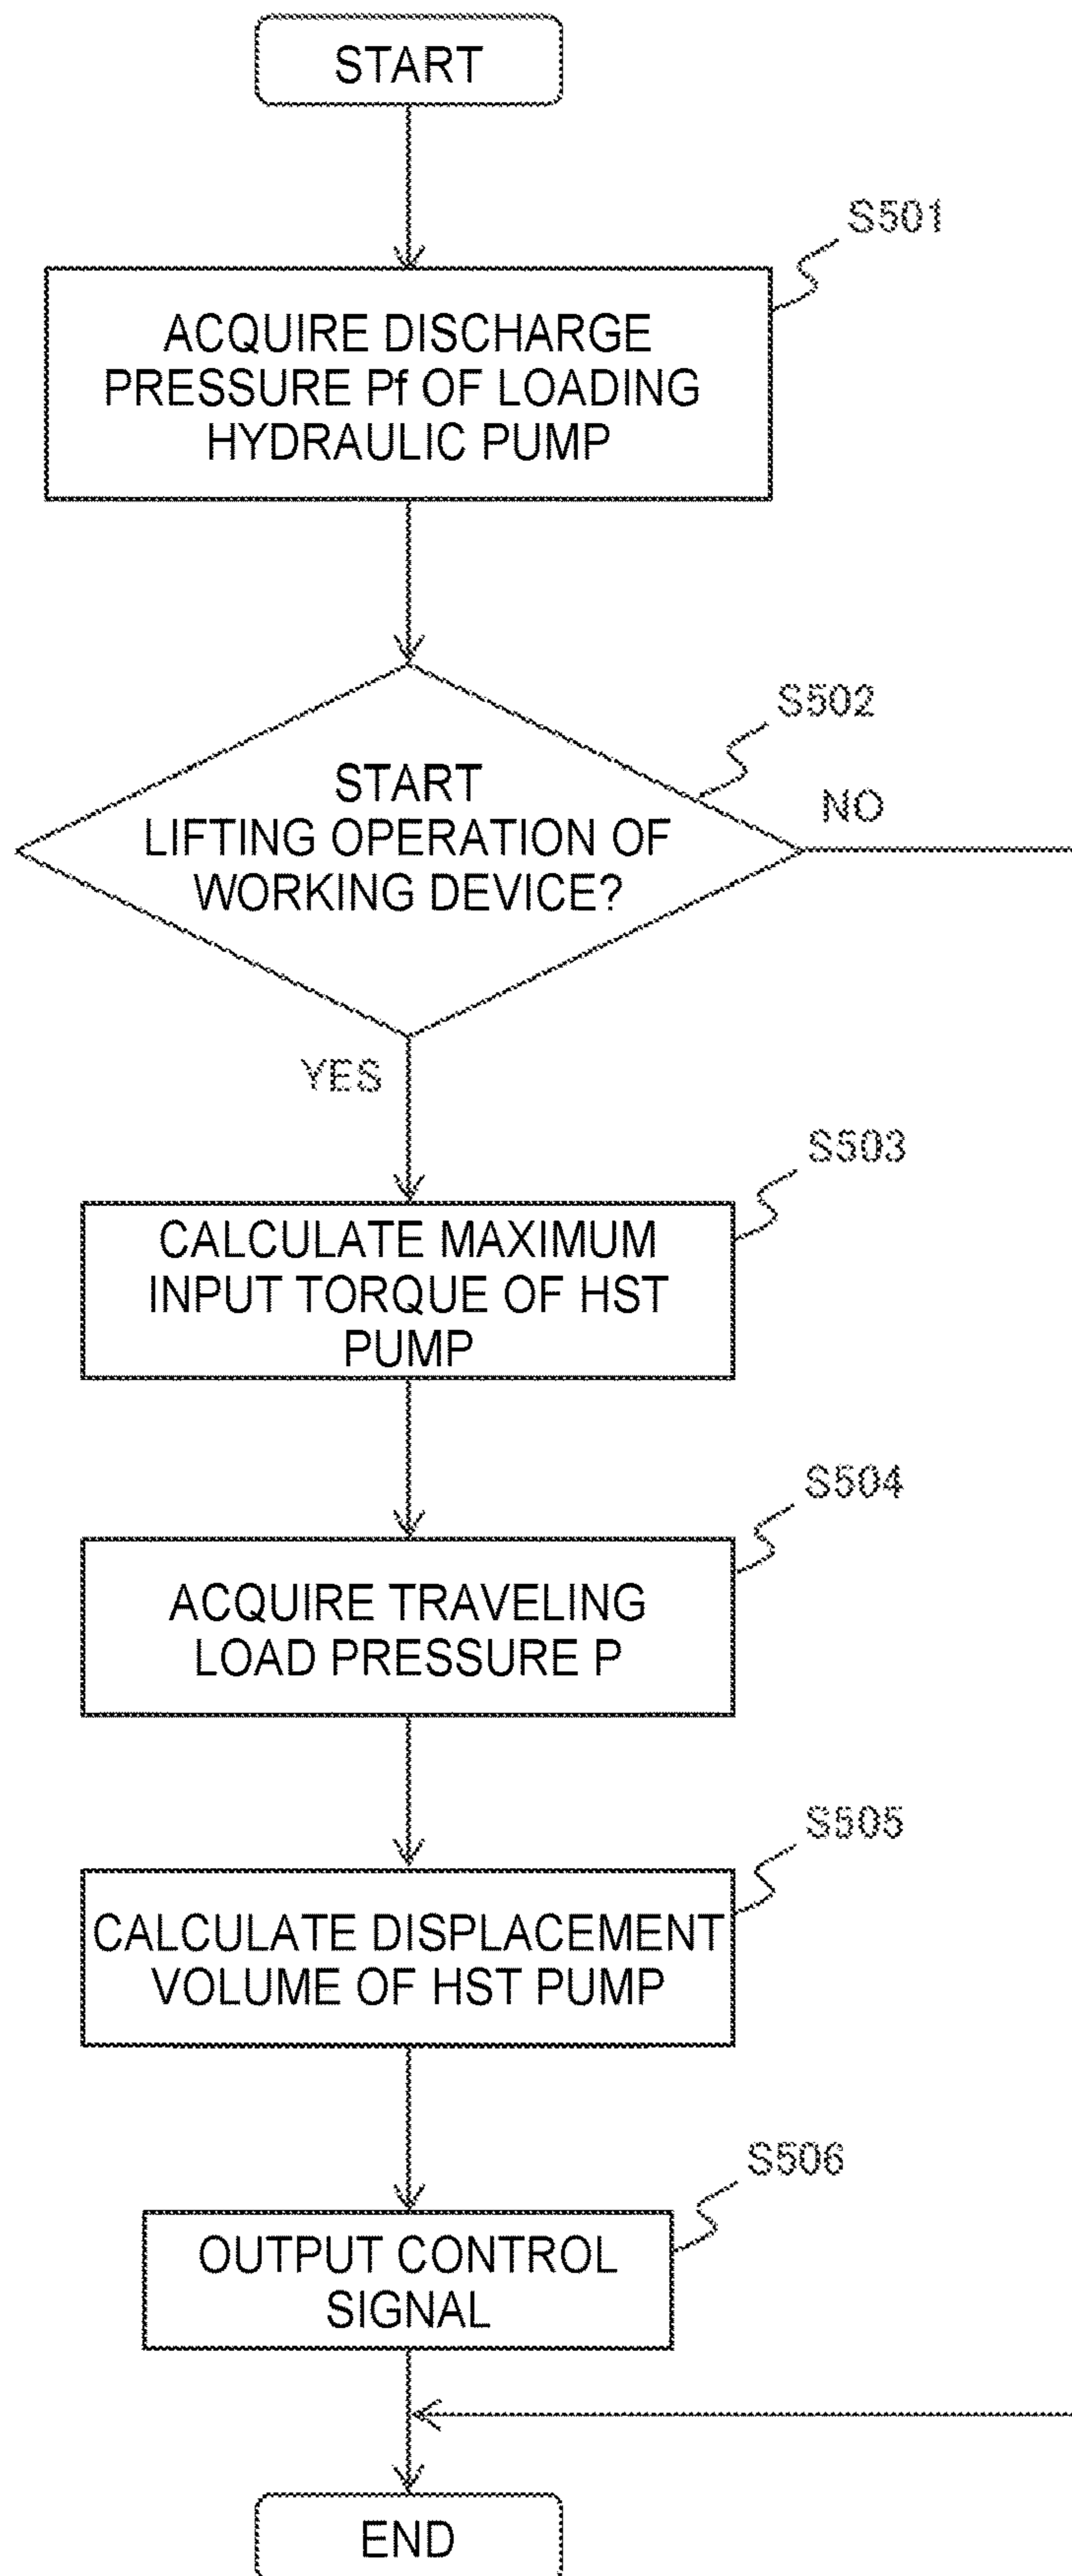 START
S501
ACQUIRE DISCHARGE
PRESSURE Pf OF LOADING
HYDRAULIC PUMP
S502
START
LIFTING OPERATION OF
WORKING DEVICE?
NO
YES
S503
CALCULATE MAXIMUM
INPUT TORQUE OF HST
PUMP
S504
ACQUIRE TRAVELING
LOAD PRESSURE P
S505
CALCULATE DISPLACEMENT
VOLUME OF HST PUMP
S506
OUTPUT CONTROL
SIGNAL
END